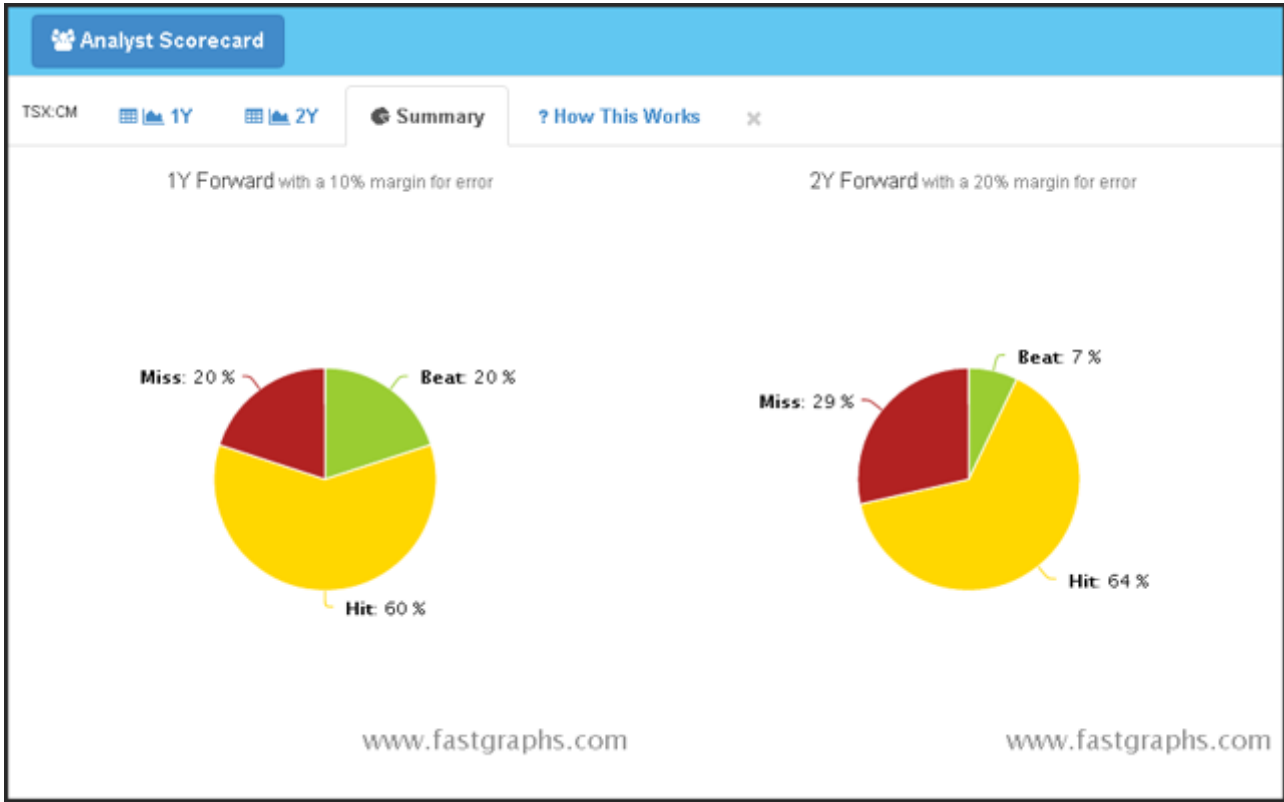 Analyst Scorecard
TSX:CM 1Y 2Y Summary ? How This Works ×
1Y Forward with a 10% margin for error
2Y Forward with a 20% margin for error
Miss: 20 % Beat: 20 %
Hit: 60 %
Beat: 7 %
Miss: 29 %
Hit: 64 %
www.fastgraphs.com
www.fastgraphs.com